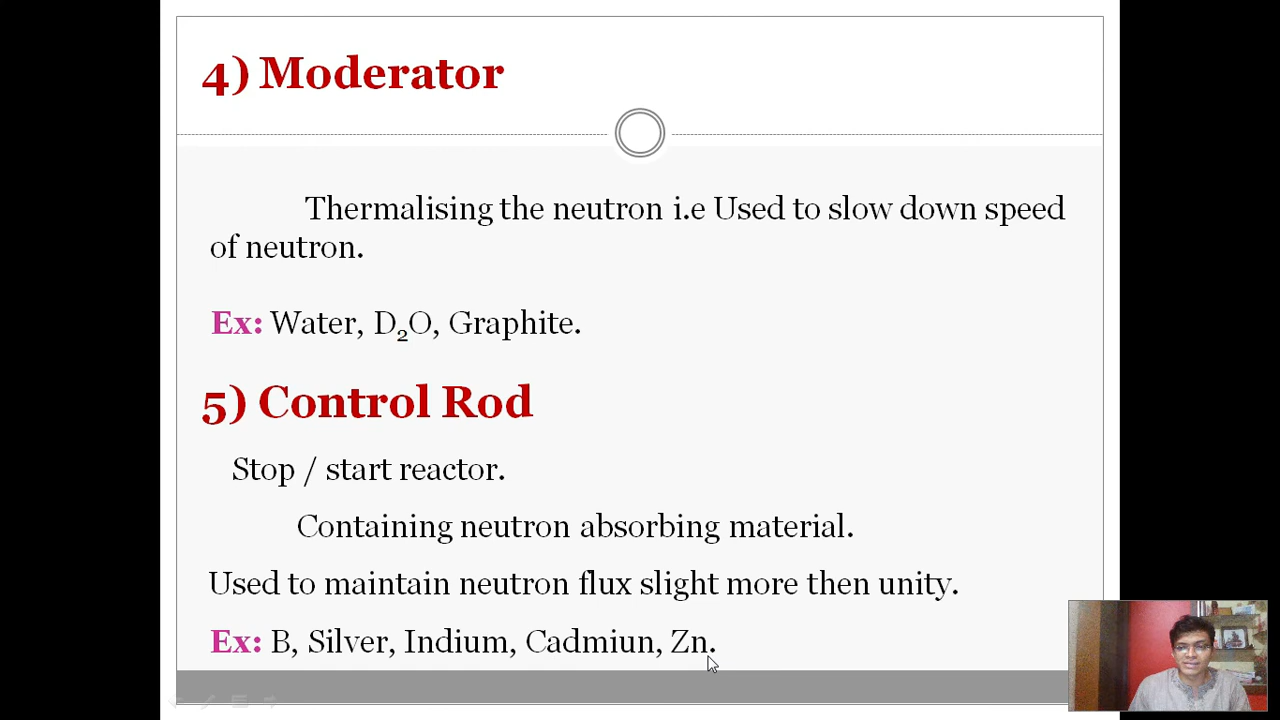 4) Moderator
Thermalising the neutron i.e Used to slow down speed
of neutron.
Ex: Water, D₂O, Graphite.
5) Control Rod
Stop / start reactor.
Containing neutron absorbing material.
Used to maintain neutron flux slight more then unity.
Ex: B, Silver, Indium, Cadmiun, Zn.